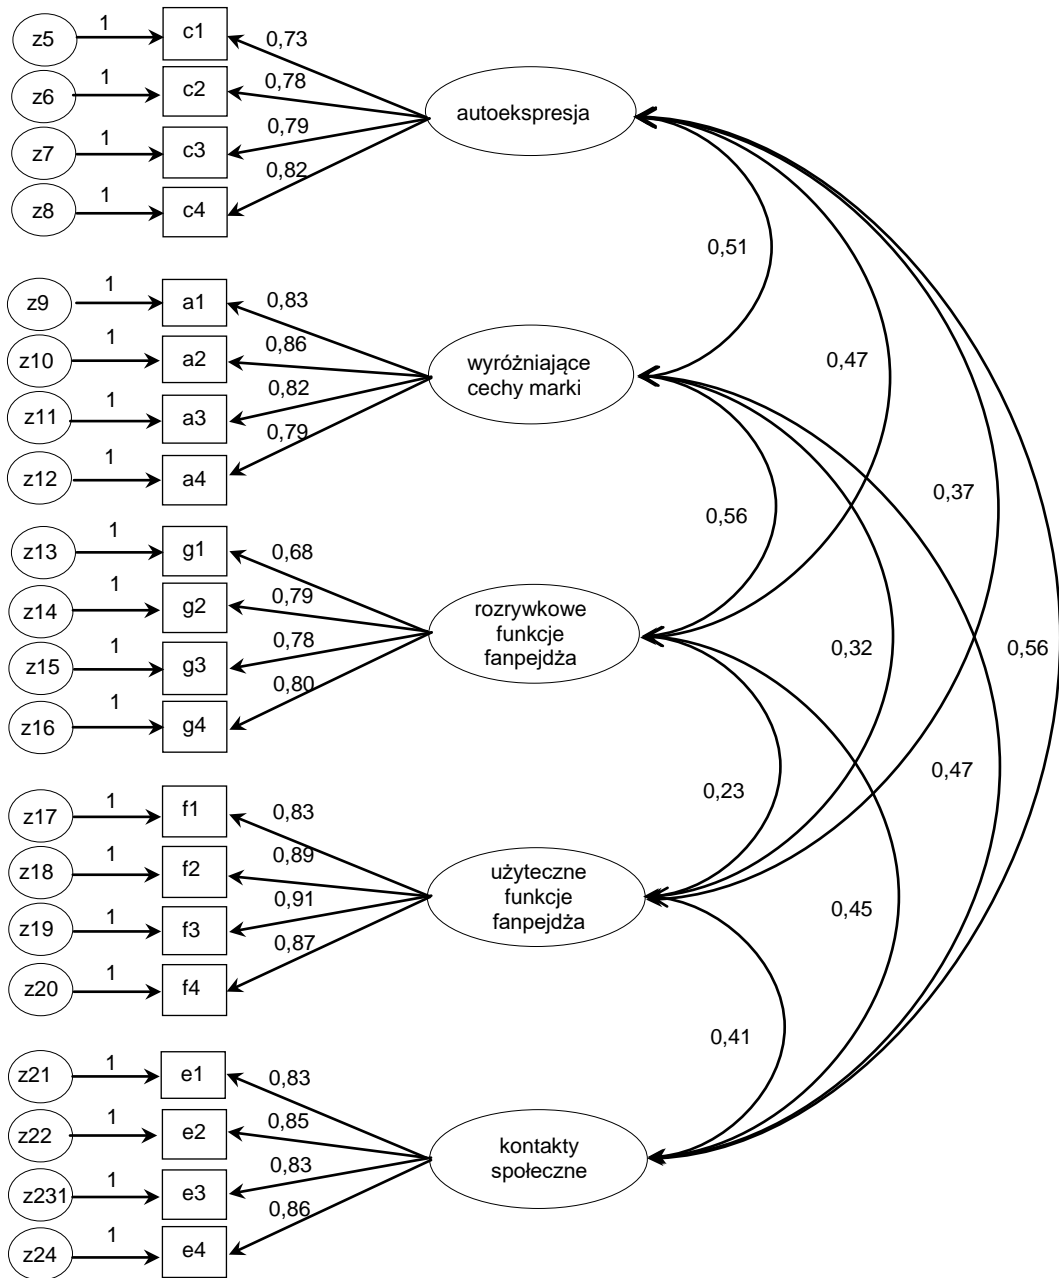 z5
1
c1
0,73
z6
1
c2
0,78
autoekspresja
z7
1
c3
0,79
z8
1
c4
0,82
0,51
z9
1
a1
0,83
z10
1
a2
0,86
wyróżniające
cechy marki
0,47
z11
1
a3
0,82
z12
1
a4
0,79
0,37
0,56
z13
1
g1
0,68
z14
1
g2
0,79
rozrywkowe
funkcje
fanpejdża
z15
1
g3
0,78
0,32
0,56
z16
1
g4
0,80
0,47
0,23
z17
1
f1
0,83
z18
1
f2
0,89
użyteczne
funkcje
fanpejdża
z19
1
f3
0,91
0,45
z20
1
f4
0,87
0,41
z21
1
e1
0,83
z22
1
e2
0,85
kontakty
społeczne
z231
1
e3
0,83
z24
1
e4
0,86